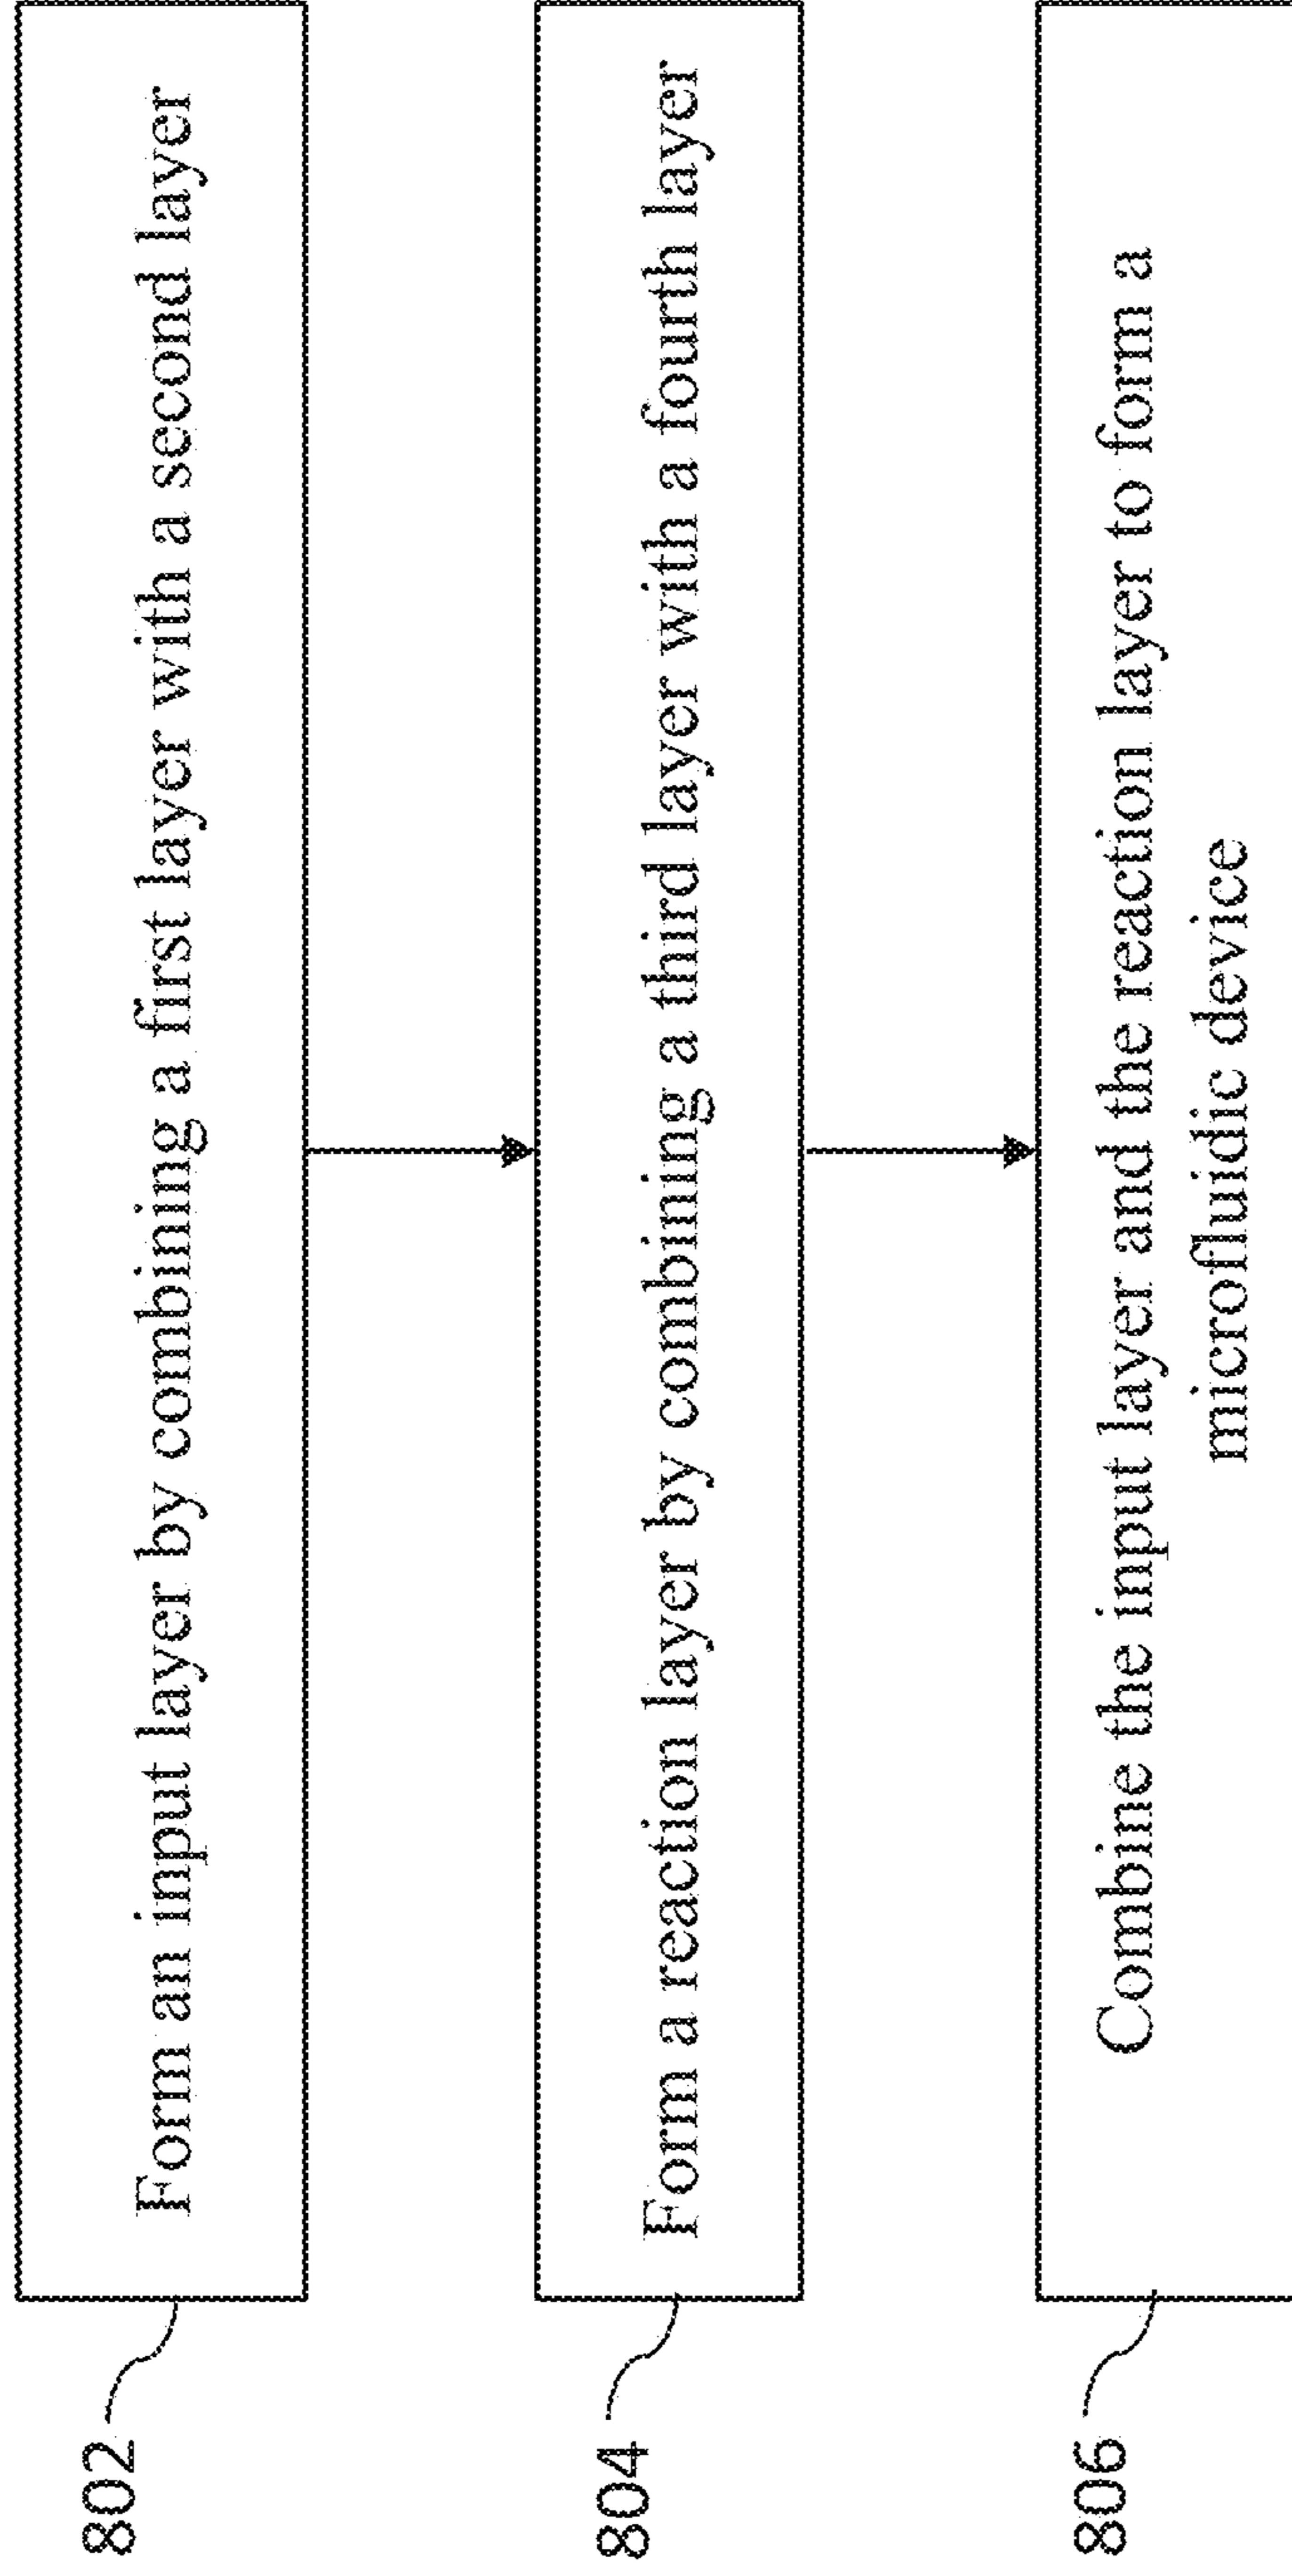 802
Form an input layer by combining a first layer with a second layer
804
Form a reaction layer by combining a third layer with a fourth layer
806
Combine the input layer and the reaction layer to form a
microfluidic device